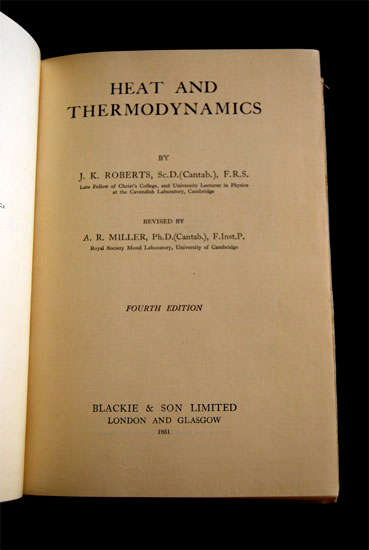 HEAT AND
THERMODYNAMICS
BY
J. K. ROBERTS, Sc.D.(Cantab.), F.R.S.
Late Fellow of Christ's College, and University Lecturer in Physics
at the Cavendish Laboratory, Cambridge
REVISED BY
A. R. MILLER, Ph.D.(Cantab.), F.Inst.P.
Royal Society Mond Laboratory, University of Cambridge
FOURTH EDITION
BLACKIE & SON LIMITED
LONDON AND GLASGOW
1951